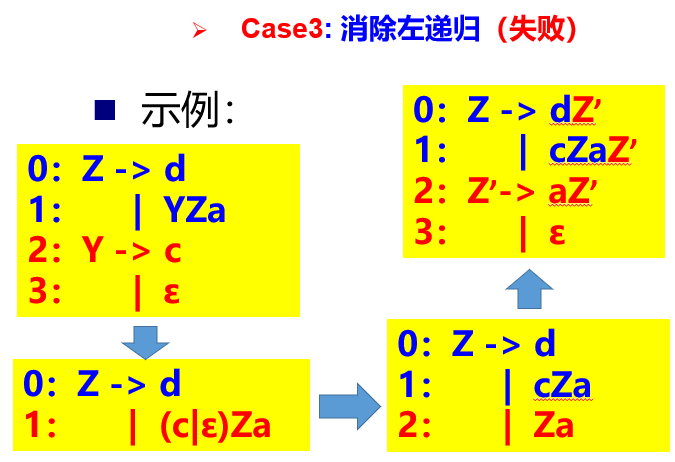 ➢ Case3: 消除左递归（失败）
■ 示例：
0: Z -> d
1: | YZa
2: Y -> c
3: | ε
0: Z -> d
1: | (c|ε)Za
0: Z -> d
1: | cZa
2: | Za
0: Z -> dZ’
1: | cZaZ’
2: Z’-> aZ’
3: | ε